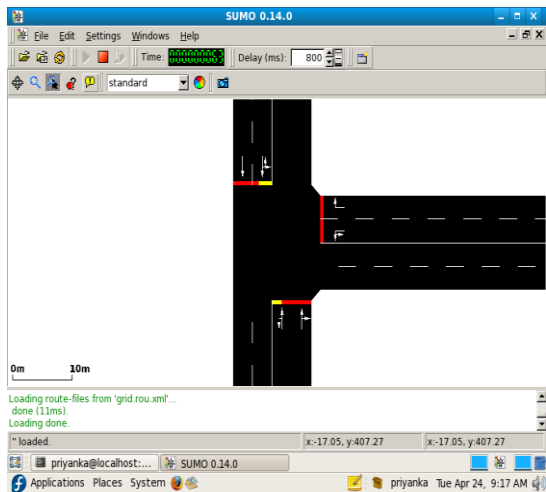 SUMO 0.14.0
File Edit Settings Windows Help
Time: Delay (ms): 800
standard
0m 10m
Loading route-files from 'grid.rou.xml'...
done (11ms).
Loading done.
'' loaded. x:-17.05, y:407.27 x:-17.05, y:407.27
priyanka@localhost:... SUMO 0.14.0
Applications Places System priyanka Tue Apr 24, 9:17 AM